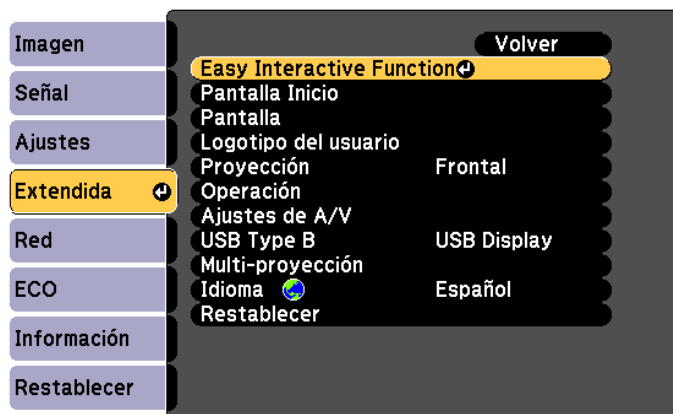 Imagen
Señal
Ajustes
Extendida
Red
ECO
Información
Restablecer
Volver
Easy Interactive Function
Pantalla Inicio
Pantalla
Logotipo del usuario
Proyección Frontal
Operación
Ajustes de A/V
USB Type B USB Display
Multi-proyección
Idioma Español
Restablecer